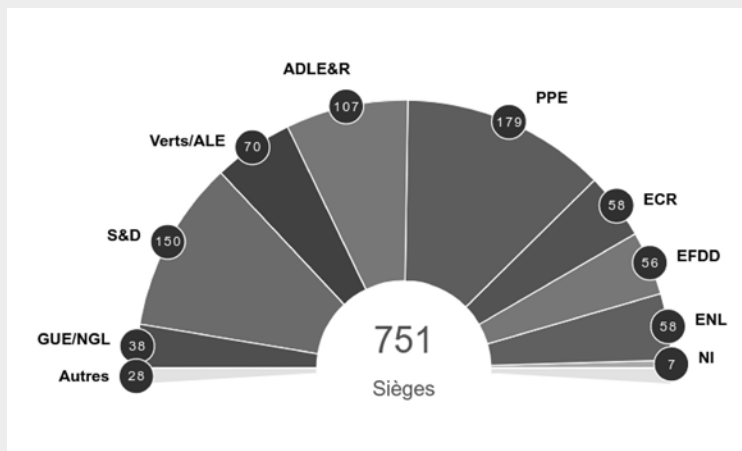 ADLE&R
107
PPE
179
Verts/ALE
70
ECR
58
S&D
150
EFDD
56
GUE/NGL
38
ENL
58
Autres
28
NI
7
751
Sièges